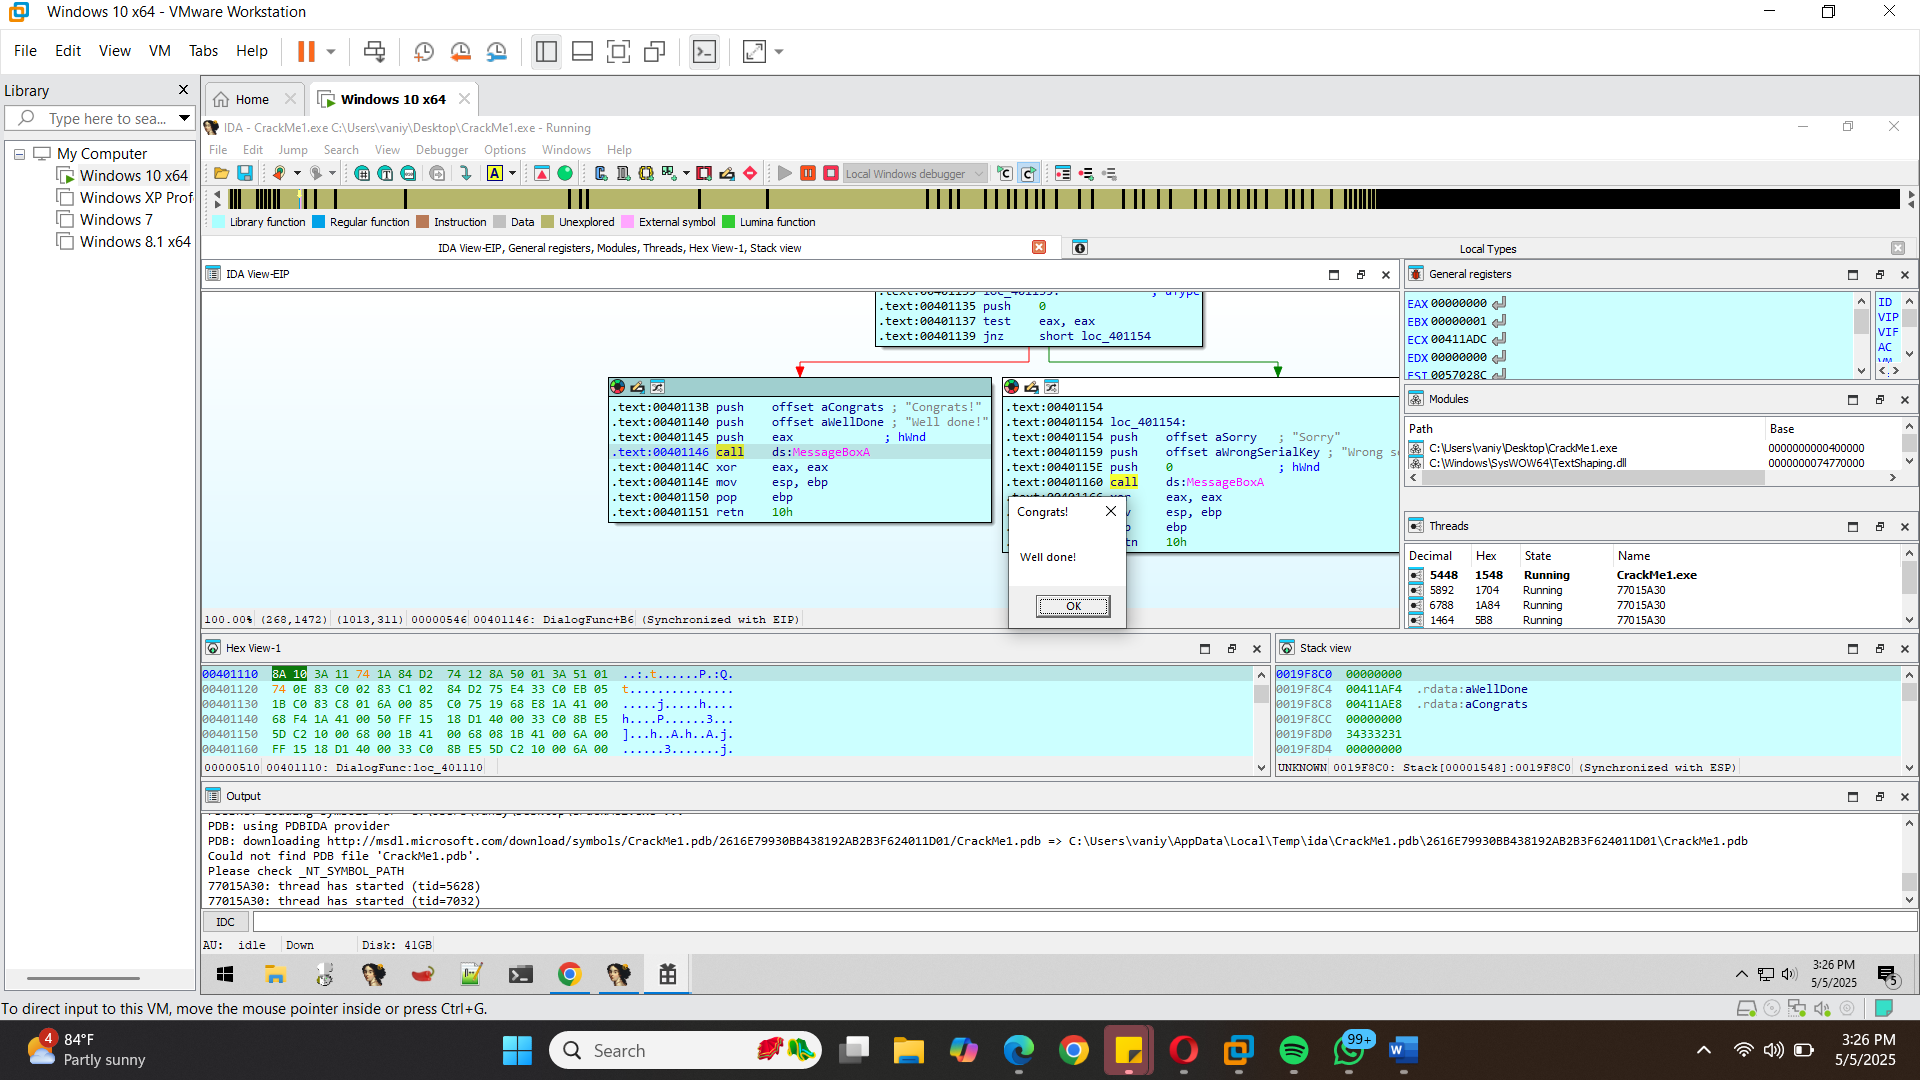 Windows 10 x64 - VMware Workstation
File Edit View VM Tabs Help
Library
Home
Windows 10 x64
Type here to sea...
IDA - CrackMe1.exe C:\Users\vaniy\Desktop\CrackMe1.exe - Running
My Computer
Windows 10 x64
Windows XP Prof
Windows 7
Windows 8.1 x64
File Edit Jump Search View Debugger Options Windows Help
Local Windows debugger
Library function Regular function Instruction Data Unexplored External symbol Lumina function
IDA View-EIP, General registers, Modules, Threads, Hex View-1, Stack view
Local Types
IDA View-EIP
.text:00401135 push 0
.text:00401137 test eax, eax
.text:00401139 jnz short loc_401154
.text:0040113B push offset aCongrats ; "Congrats!"
.text:00401140 push offset aWellDone ; "Well done!"
.text:00401145 push eax ; hWnd
.text:00401146 call ds:MessageBoxA
.text:0040114C xor eax, eax
.text:0040114E mov esp, ebp
.text:00401150 pop ebp
.text:00401151 retn 10h
.text:00401154
.text:00401154 loc_401154:
.text:00401154 push offset aSorry ; "Sorry"
.text:00401159 push offset aWrongSerialKey ; "Wrong s
.text:0040115E push 0 ; hWnd
.text:00401160 call ds:MessageBoxA
eax, eax
esp, ebp
ebp
10h
Congrats!
Well done!
OK
100.00% (268,1472) (1013,311) 00000546 00401146: DialogFunc+B6 (Synchronized with EIP)
General registers
EAX 00000000
EBX 00000001
ECX 00411ADC
EDX 00000000
ESI 0057028C
ID
VIP
VIF
AC
Modules
Path Base
C:\Users\vaniy\Desktop\CrackMe1.exe 0000000000400000
C:\Windows\SysWOW64\TextShaping.dll 0000000074770000
Threads
Decimal Hex State Name
5448 1548 Running CrackMe1.exe
5892 1704 Running 77015A30
6788 1A84 Running 77015A30
1464 5B8 Running 77015A30
Hex View-1
00401110 8A 10 3A 11 74 1A 84 D2 74 12 8A 50 01 3A 51 01 ..:.t......P.:Q.
00401120 74 0E 83 C0 02 83 C1 02 84 D2 75 E4 33 C0 EB 05 t...............
00401130 1B C0 83 C8 01 6A 00 85 C0 75 19 68 E8 1A 41 00 .....j.....h....
00401140 68 F4 1A 41 00 50 FF 15 18 D1 40 00 33 C0 8B E5 h....P......3...
00401150 5D C2 10 00 68 00 1B 41 00 68 08 1B 41 00 6A 00 ]...h..A.h..A.j.
00401160 FF 15 18 D1 40 00 33 C0 8B E5 5D C2 10 00 6A 00 ......3.......j.
00000510 00401110: DialogFunc:loc_401110
Stack view
0019F8C0 00000000
0019F8C4 00411AF4 .rdata:aWellDone
0019F8C8 00411AE8 .rdata:aCongrats
0019F8CC 00000000
0019F8D0 34333231
0019F8D4 00000000
UNKNOWN 0019F8C0: Stack[00001548]:0019F8C0 (Synchronized with ESP)
Output
PDB: using PDBIDA provider
PDB: downloading http://msdl.microsoft.com/download/symbols/CrackMe1.pdb/2616E79930BB438192AB2B3F624011D01/CrackMe1.pdb => C:\Users\vaniy\AppData\Local\Temp\ida\CrackMe1.pdb\2616E79930BB438192AB2B3F624011D01\CrackMe1.pdb
Could not find PDB file 'CrackMe1.pdb'.
Please check _NT_SYMBOL_PATH
77015A30: thread has started (tid=5628)
77015A30: thread has started (tid=7032)
IDC
AU: idle Down Disk: 41GB
3:26 PM
5/5/2025
5
To direct input to this VM, move the mouse pointer inside or press Ctrl+G.
4
84°F
Partly sunny
Search
99+
3:26 PM
5/5/2025